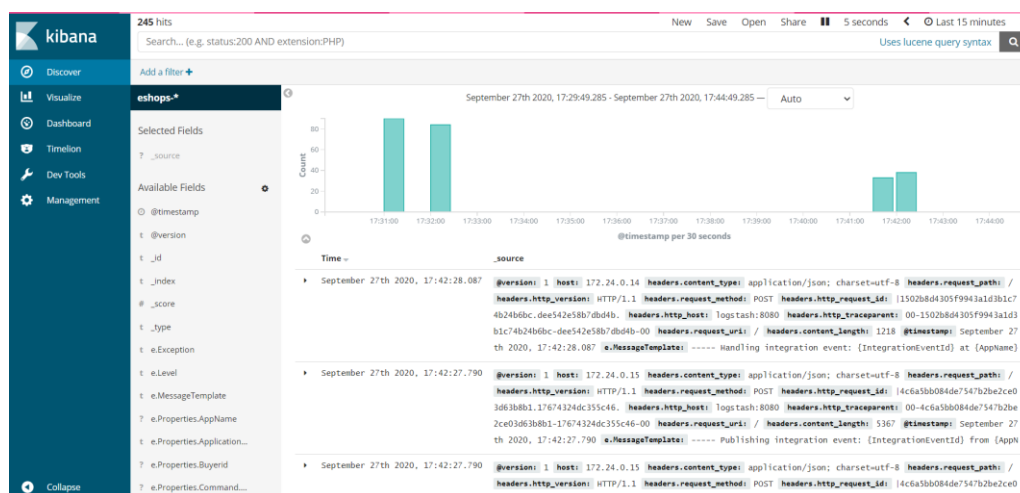 kibana
Discover
Visualize
Dashboard
Timelion
Dev Tools
Management
Collapse
245 hits
New Save Open Share 5 seconds Last 15 minutes
Search... (e.g. status:200 AND extension:PHP)
Uses lucene query syntax
Add a filter +
eshops-*
Selected Fields
? _source
Available Fields
@timestamp
t @version
t _id
t _index
# _score
t _type
t e.Exception
t e.Level
t e.MessageTemplate
? e.Properties.AppName
t e.Properties.Application...
? e.Properties.BuyerId
? e.Properties.Command....
September 27th 2020, 17:29:49.285 - September 27th 2020, 17:44:49.285 — Auto
Count
80
60
40
20
0
17:31:00 17:32:00 17:33:00 17:34:00 17:35:00 17:36:00 17:37:00 17:38:00 17:39:00 17:40:00 17:41:00 17:42:00 17:43:00 17:44:00
@timestamp per 30 seconds
Time _source
September 27th 2020, 17:42:28.087 @version: 1 host: 172.24.0.14 headers.content_type: application/json; charset=utf-8 headers.request_path: /
headers.http_version: HTTP/1.1 headers.request_method: POST headers.http_request_id: |1502b8d4305f9943a1d3b1c7
4b24b6bc.dee542e58b7dbd4b. headers.http_host: logstash:8080 headers.http_traceparent: 00-1502b8d4305f9943a1d3
b1c74b24b6bc-dee542e58b7dbd4b-00 headers.request_uri: / headers.content_length: 1218 @timestamp: September 27
th 2020, 17:42:28.087 e.MessageTemplate: ----- Handling integration event: {IntegrationEventId} at {AppName}
September 27th 2020, 17:42:27.790 @version: 1 host: 172.24.0.15 headers.content_type: application/json; charset=utf-8 headers.request_path: /
headers.http_version: HTTP/1.1 headers.request_method: POST headers.http_request_id: |4c6a5bb084de7547b2be2ce0
3d63b8b1.17674324dc355c46. headers.http_host: logstash:8080 headers.http_traceparent: 00-4c6a5bb084de7547b2be
2ce03d63b8b1-17674324dc355c46-00 headers.request_uri: / headers.content_length: 5367 @timestamp: September 27
th 2020, 17:42:27.790 e.MessageTemplate: ----- Publishing integration event: {IntegrationEventId} from {AppN
September 27th 2020, 17:42:27.790 @version: 1 host: 172.24.0.15 headers.content_type: application/json; charset=utf-8 headers.request_path: /
headers.http_version: HTTP/1.1 headers.request_method: POST headers.http_request_id: |4c6a5bb084de7547b2be2ce0